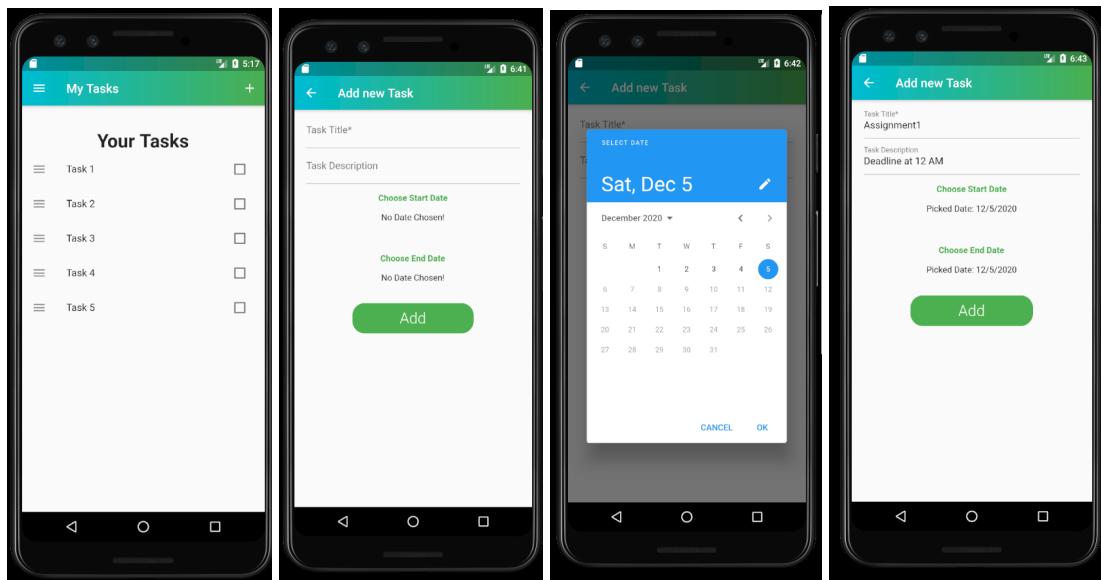 5:17
My Tasks +
Your Tasks
Task 1
Task 2
Task 3
Task 4
Task 5
6:41
Add new Task
Task Title*
Task Description
Choose Start Date
No Date Chosen!
Choose End Date
No Date Chosen!
Add
6:42
Add new Task
Task Title*
SELECT DATE
Sat, Dec 5
December 2020
S M T W T F S
1 2 3 4 5
6 7 8 9 10 11 12
13 14 15 16 17 18 19
20 21 22 23 24 25 26
27 28 29 30 31
CANCEL OK
6:43
Add new Task
Task Title*
Assignment1
Task Description
Deadline at 12 AM
Choose Start Date
Picked Date: 12/5/2020
Choose End Date
Picked Date: 12/5/2020
Add